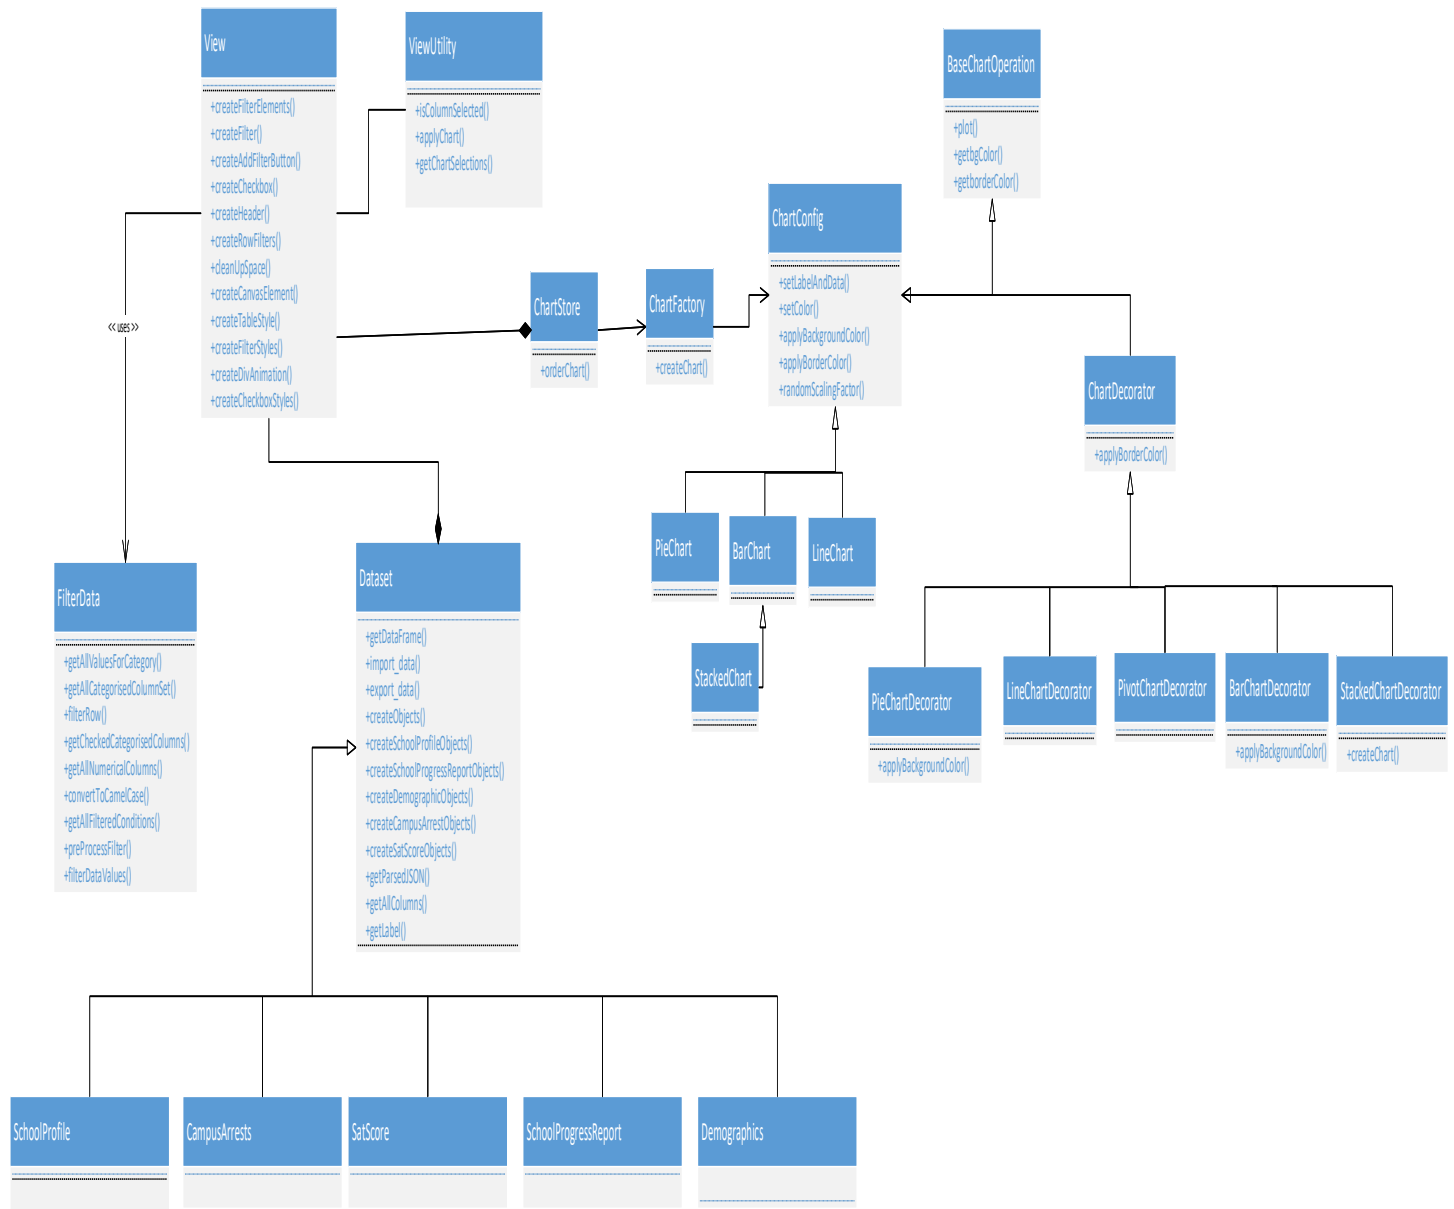 View
+createFilterElements()
+createFilter()
+createAddFilterButton()
+createCheckbox()
+createHeader()
+createRowFilters()
+cleanUpSpace()
+createCanvasElement()
+createTableStyle()
+createFilterStyles()
+createDivAnimation()
+createCheckboxStyles()
ViewUtility
+isColumnSelected()
+applyChart()
+getChartSelections()
BaseChartOperation
+plot()
+getbgColor()
+getborderColor()
ChartConfig
+setLabelAndData()
+setColor()
+applyBackgroundColor()
+applyBorderColor()
+randomScalingFactor()
ChartStore
+orderChart()
ChartFactory
+createChart()
<< uses >>
ChartDecorator
+applyBorderColor()
PieChart
BarChart
LineChart
StackedChart
FilterData
+getAllValuesForCategory()
+getAllCategorisedColumnSet()
+filterRow()
+getCheckedCategorisedColumns()
+getAllNumericalColumns()
+convertToCamelCase()
+getAllFilteredConditions()
+preProcessFilter()
+filterDataValues()
Dataset
+getDataFrame()
+import_data()
+export_data()
+createObjects()
+createSchoolProfileObjects()
+createSchoolProgressReportObjects()
+createDemographicObjects()
+createCampusArrestObjects()
+createSatScoreObjects()
+getParsedJSON()
+getAllColumns()
+getLabel()
PieChartDecorator
+applyBackgroundColor()
LineChartDecorator
PivotChartDecorator
BarChartDecorator
+applyBackgroundColor()
StackedChartDecorator
+createChart()
SchoolProfile
CampusArrests
SatScore
SchoolProgressReport
Demographics